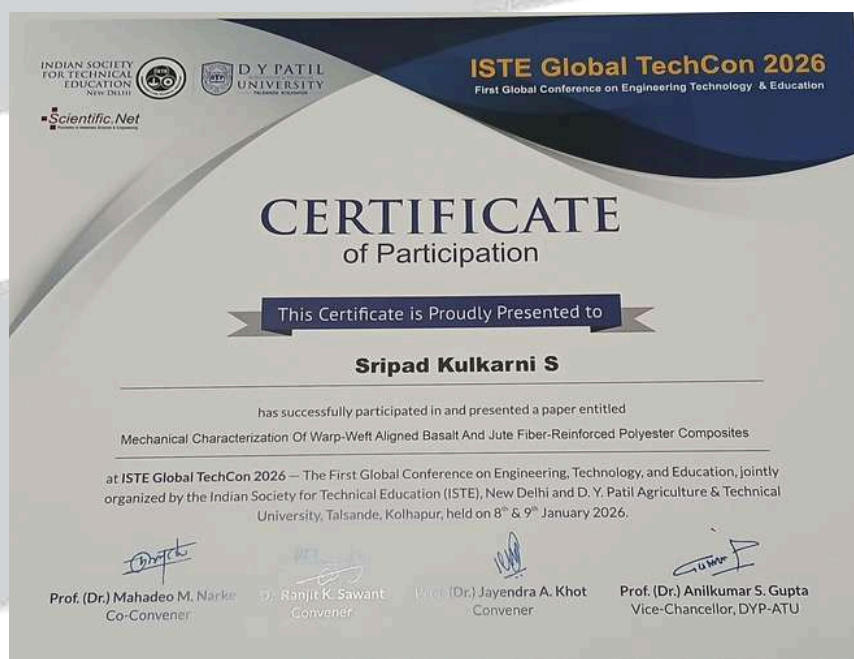 INDIAN SOCIETY
FOR TECHNICAL
EDUCATION
NEW DELHI
D Y PATIL
UNIVERSITY
TALSANDE KOLHAPUR
Scientific.Net
ISTE Global TechCon 2026
First Global Conference on Engineering Technology & Education
CERTIFICATE
of Participation
This Certificate is Proudly Presented to
Sripad Kulkarni S
has successfully participated in and presented a paper entitled
Mechanical Characterization Of Warp-Weft Aligned Basalt And Jute Fiber-Reinforced Polyester Composites
at ISTE Global TechCon 2026 — The First Global Conference on Engineering, Technology, and Education, jointly
organized by the Indian Society for Technical Education (ISTE), New Delhi and D. Y. Patil Agriculture & Technical
University, Talsande, Kolhapur, held on 8th & 9th January 2026.
Prof. (Dr.) Mahadeo M. Narke
Co-Convener
Dr. Ranjit K. Sawant
Convener
Prof. (Dr.) Jayendra A. Khot
Convener
Prof. (Dr.) Anilkumar S. Gupta
Vice-Chancellor, DYP-ATU